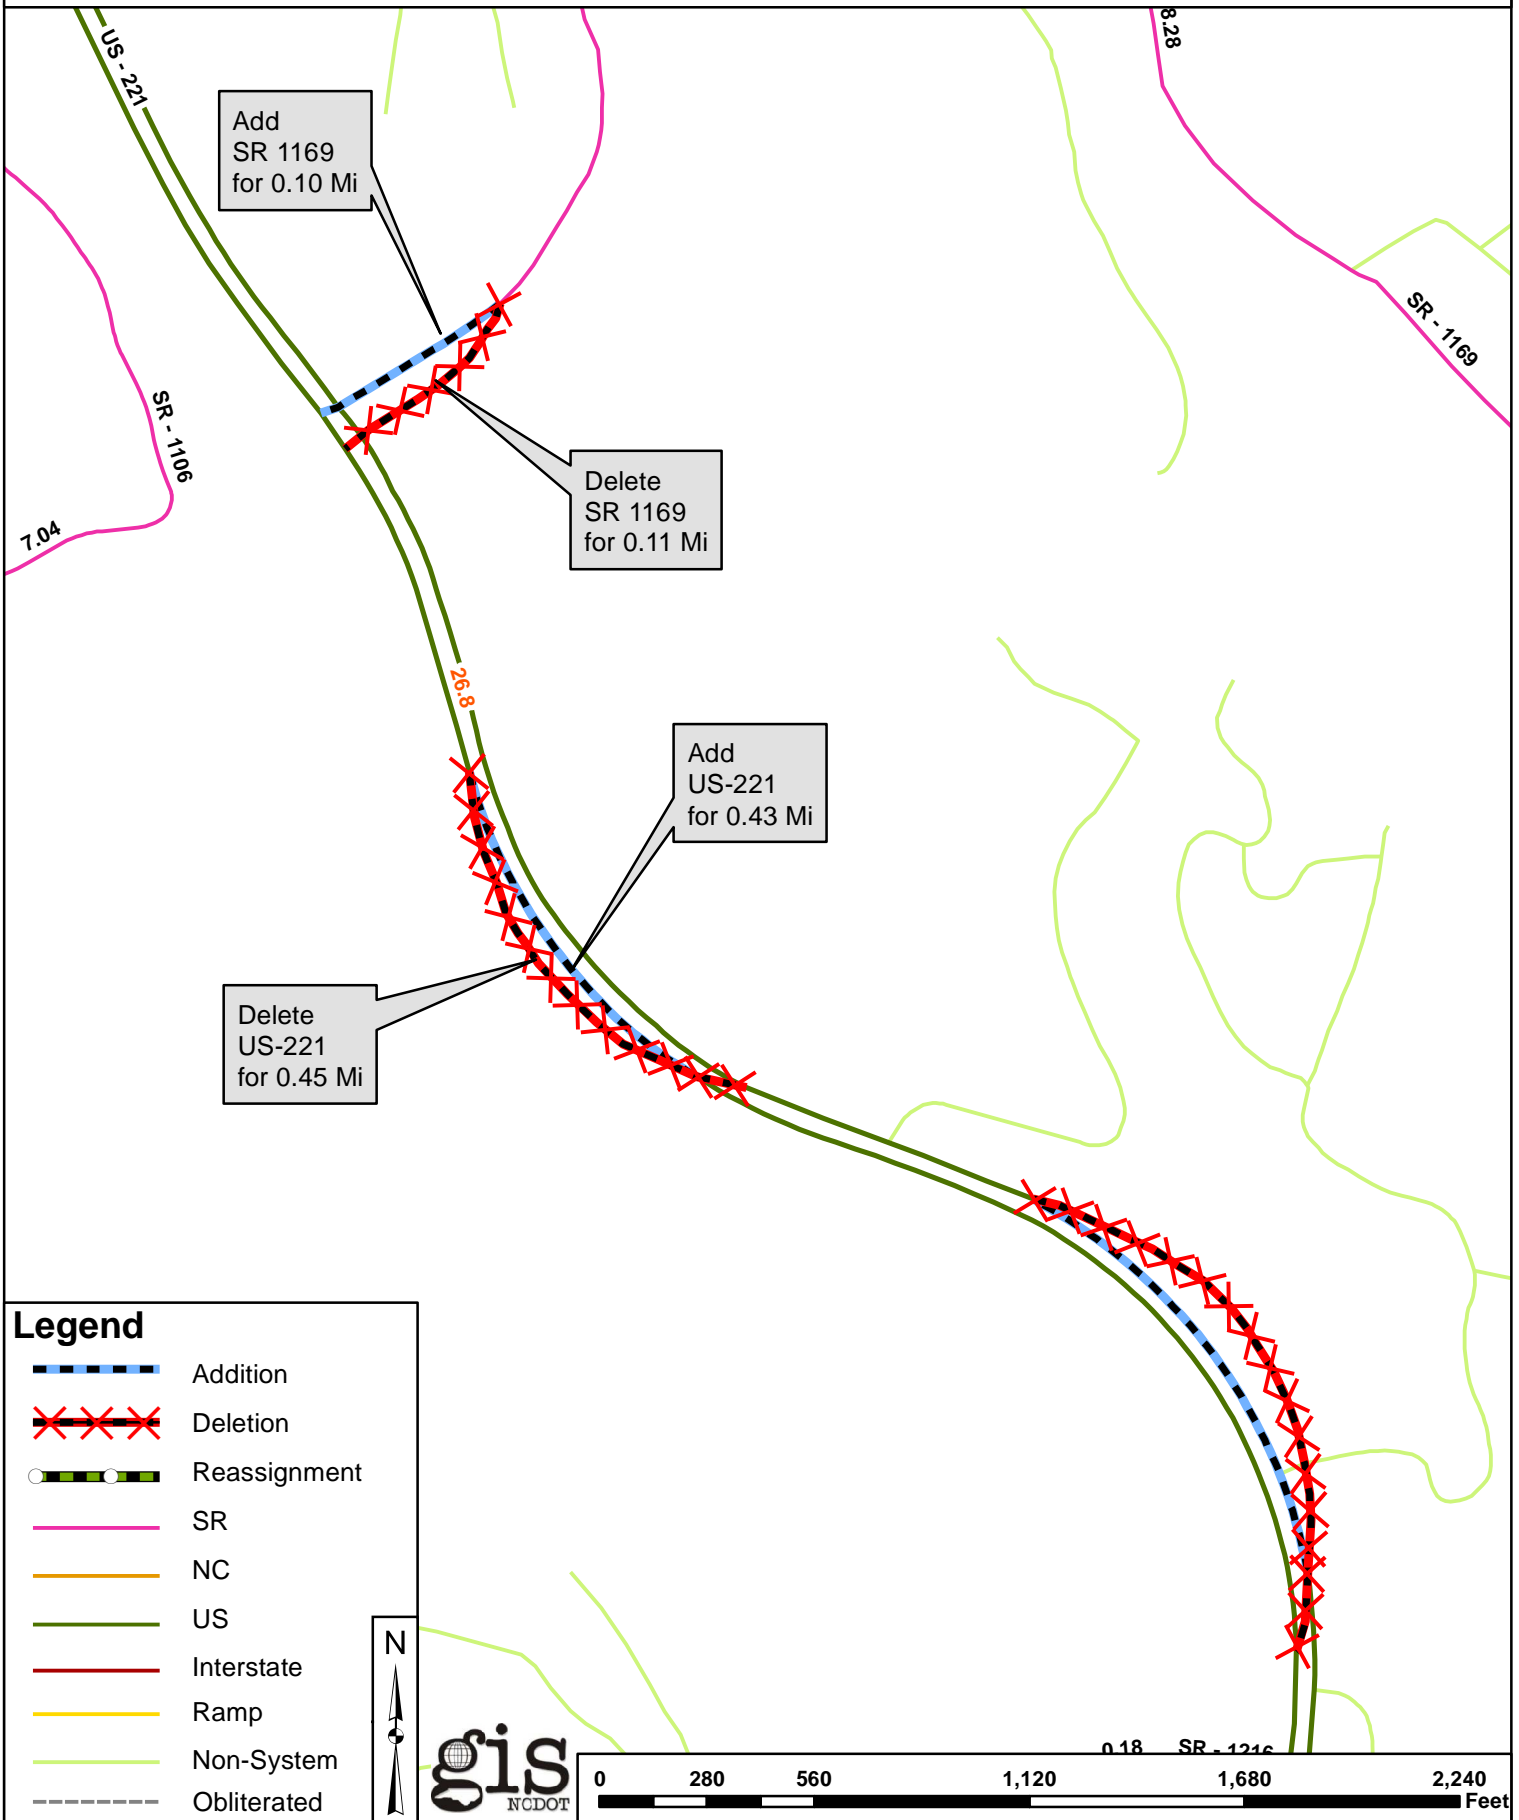 US - 221
8.28
Add
SR 1169
for 0.10 Mi
SR - 1169
SR - 1106
Delete
SR 1169
for 0.11 Mi
7.04
26.8
Add
US-221
for 0.43 Mi
Delete
US-221
for 0.45 Mi
Legend
Addition
Deletion
Reassignment
SR
NC
US
Interstate
Ramp
Non-System
Obliterated
N
gis
NCDOT
0.18 SR - 1216
0 280 560 1,120 1,680 2,240
Feet